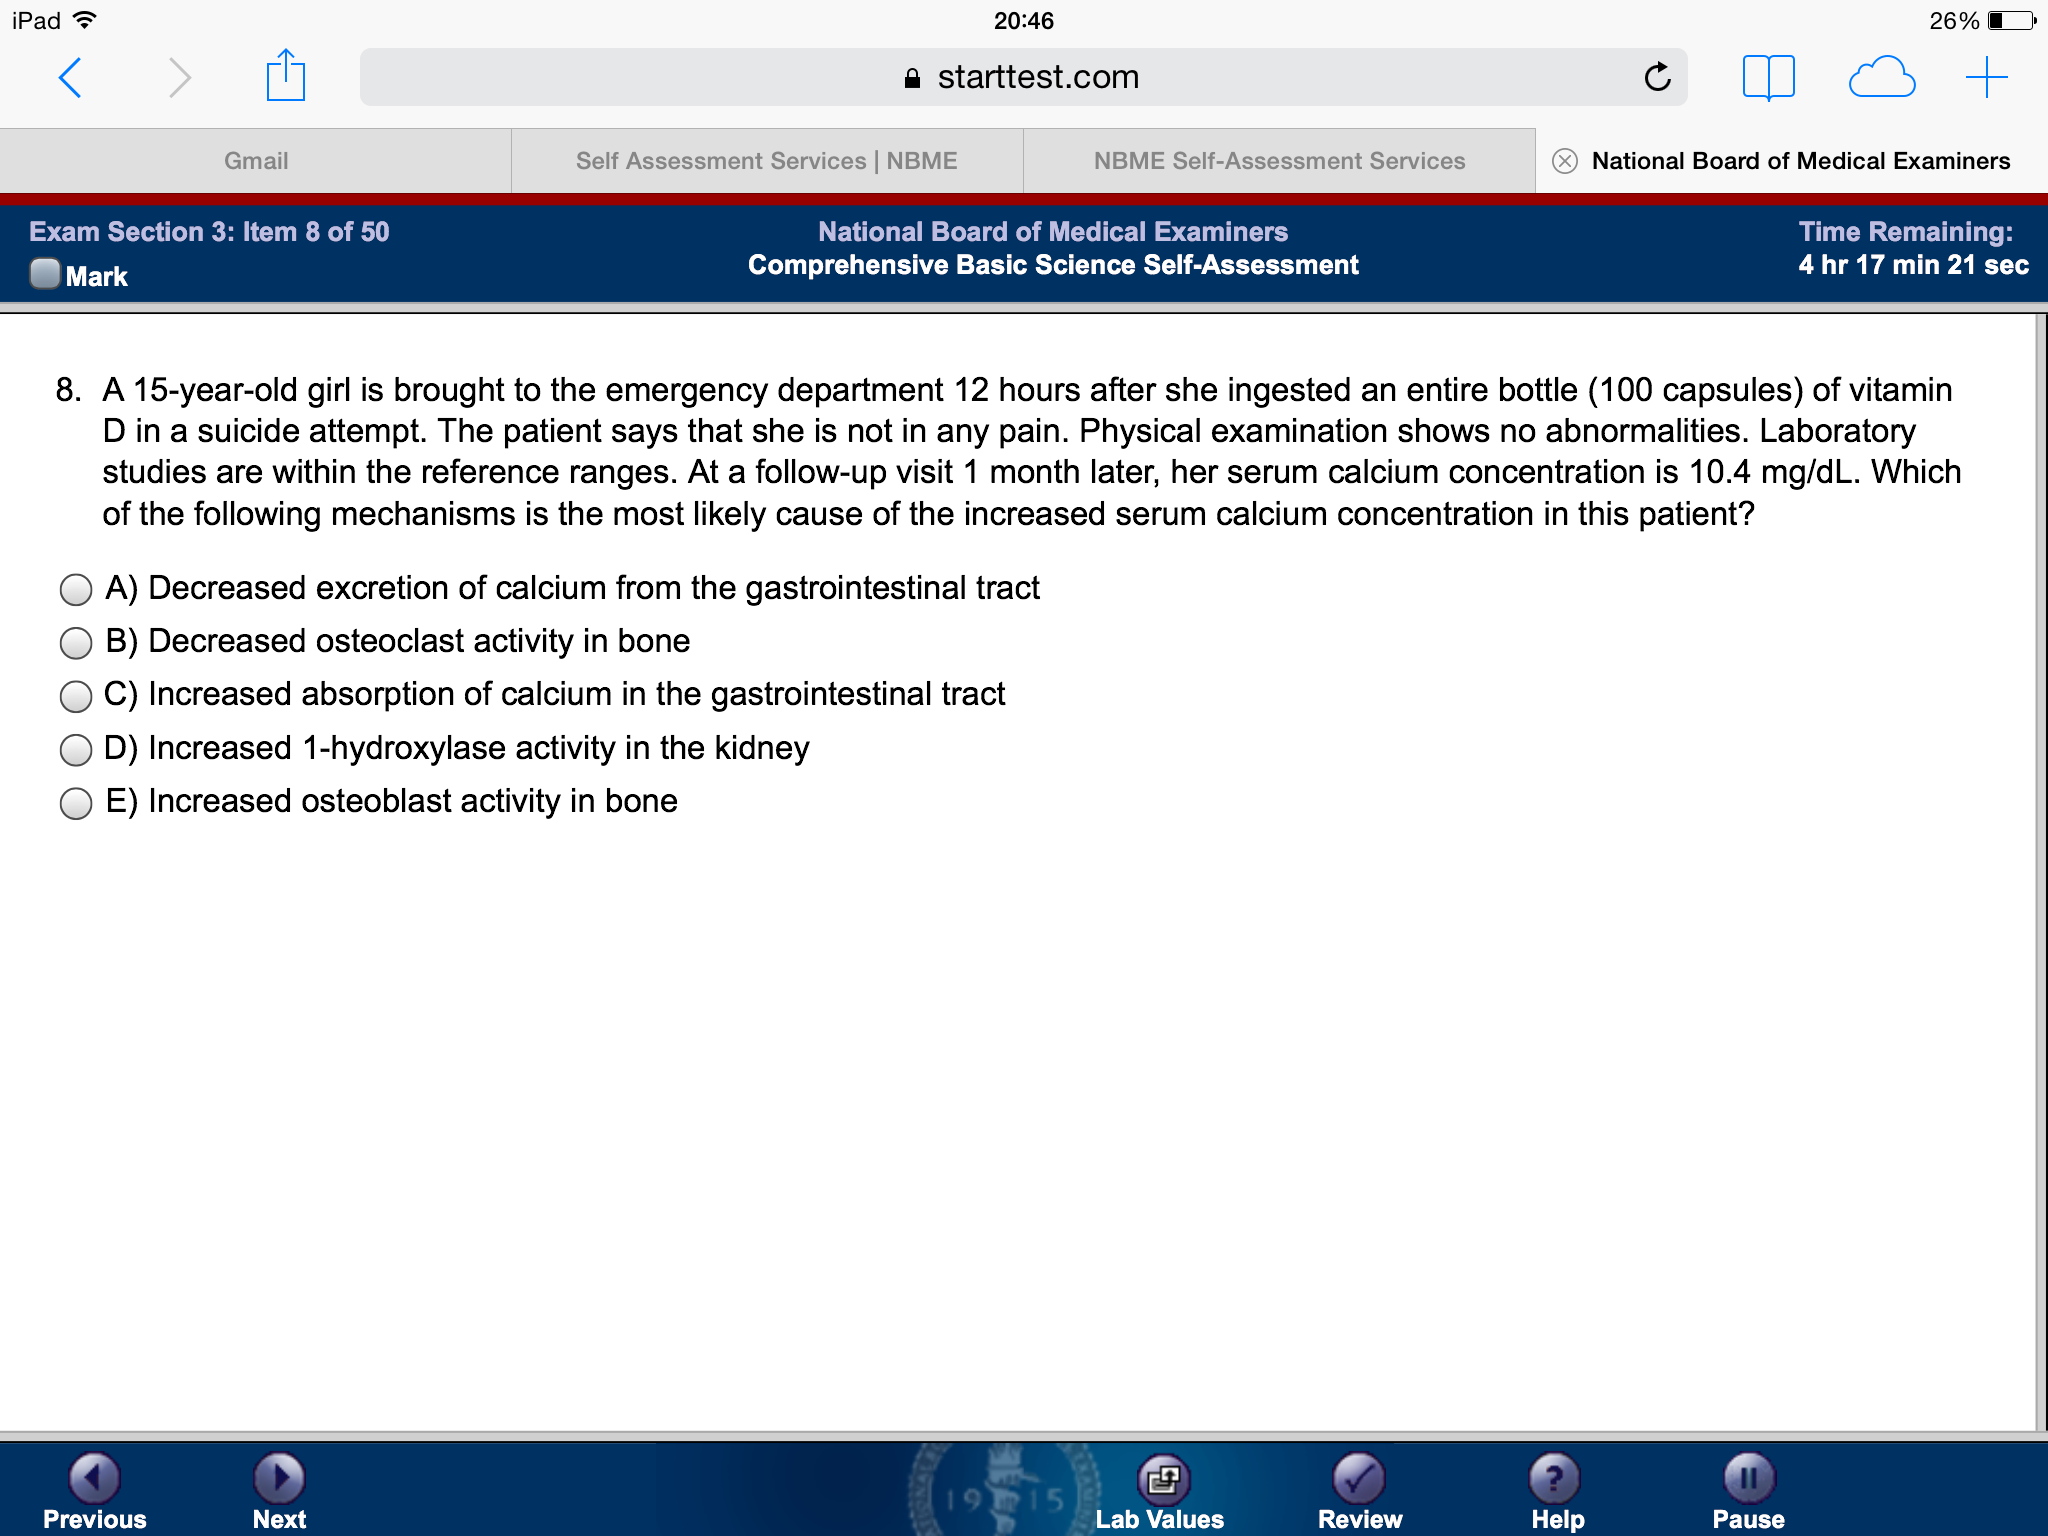 iPad
20:46
26%
starttest.com
Gmail
Self Assessment Services | NBME
NBME Self-Assessment Services
National Board of Medical Examiners
Exam Section 3: Item 8 of 50
National Board of Medical Examiners
Time Remaining:
Mark
Comprehensive Basic Science Self-Assessment
4 hr 17 min 21 sec
8. A 15-year-old girl is brought to the emergency department 12 hours after she ingested an entire bottle (100 capsules) of vitamin
D in a suicide attempt. The patient says that she is not in any pain. Physical examination shows no abnormalities. Laboratory
studies are within the reference ranges. At a follow-up visit 1 month later, her serum calcium concentration is 10.4 mg/dL. Which
of the following mechanisms is the most likely cause of the increased serum calcium concentration in this patient?
A) Decreased excretion of calcium from the gastrointestinal tract
B) Decreased osteoclast activity in bone
C) Increased absorption of calcium in the gastrointestinal tract
D) Increased 1-hydroxylase activity in the kidney
E) Increased osteoblast activity in bone
1915
Previous
Next
Lab Values
Review
Help
Pause